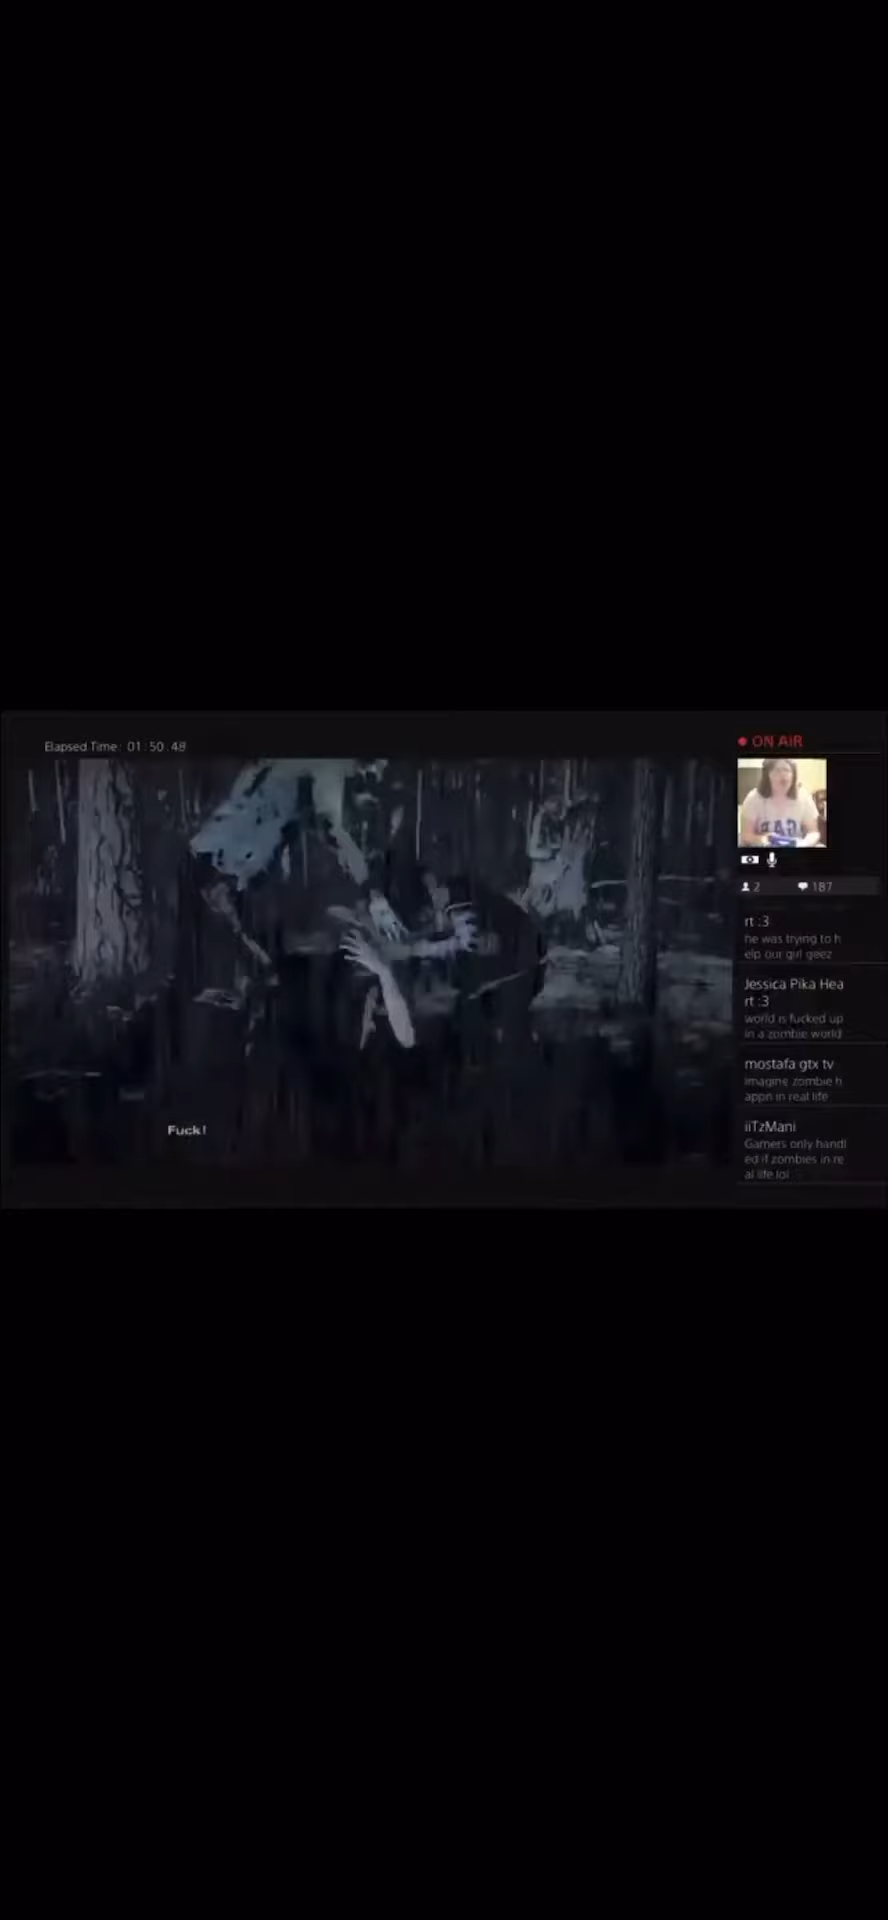 Elapsed Time: 01:50:48
● ON AIR
2 187
rt :3
he was trying to h
elp our girl geez
Jessica Pika Hea
rt :3
world is fucked up
in a zombie world
mostafa gtx tv
imagine zombie h
appn in real life
iiTzMani
Gamers only handl
ed if zombies in re
al life lol
Fuck!